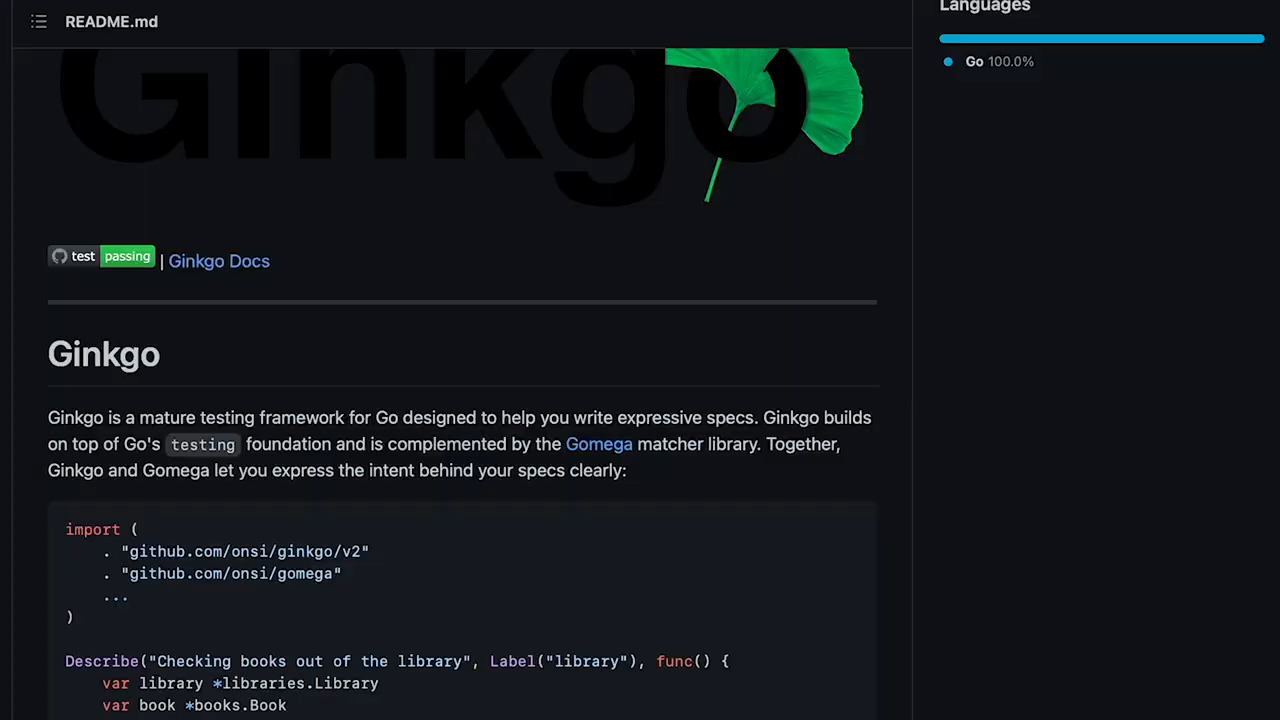 README.md
Languages
Go 100.0%
Ginkgo
test passing | Ginkgo Docs
Ginkgo
Ginkgo is a mature testing framework for Go designed to help you write expressive specs. Ginkgo builds
on top of Go's testing foundation and is complemented by the Gomega matcher library. Together,
Ginkgo and Gomega let you express the intent behind your specs clearly:
import (
    . "github.com/onsi/ginkgo/v2"
    . "github.com/onsi/gomega"
    ...
)
Describe("Checking books out of the library", Label("library"), func() {
    var library *libraries.Library
    var book *books.Book